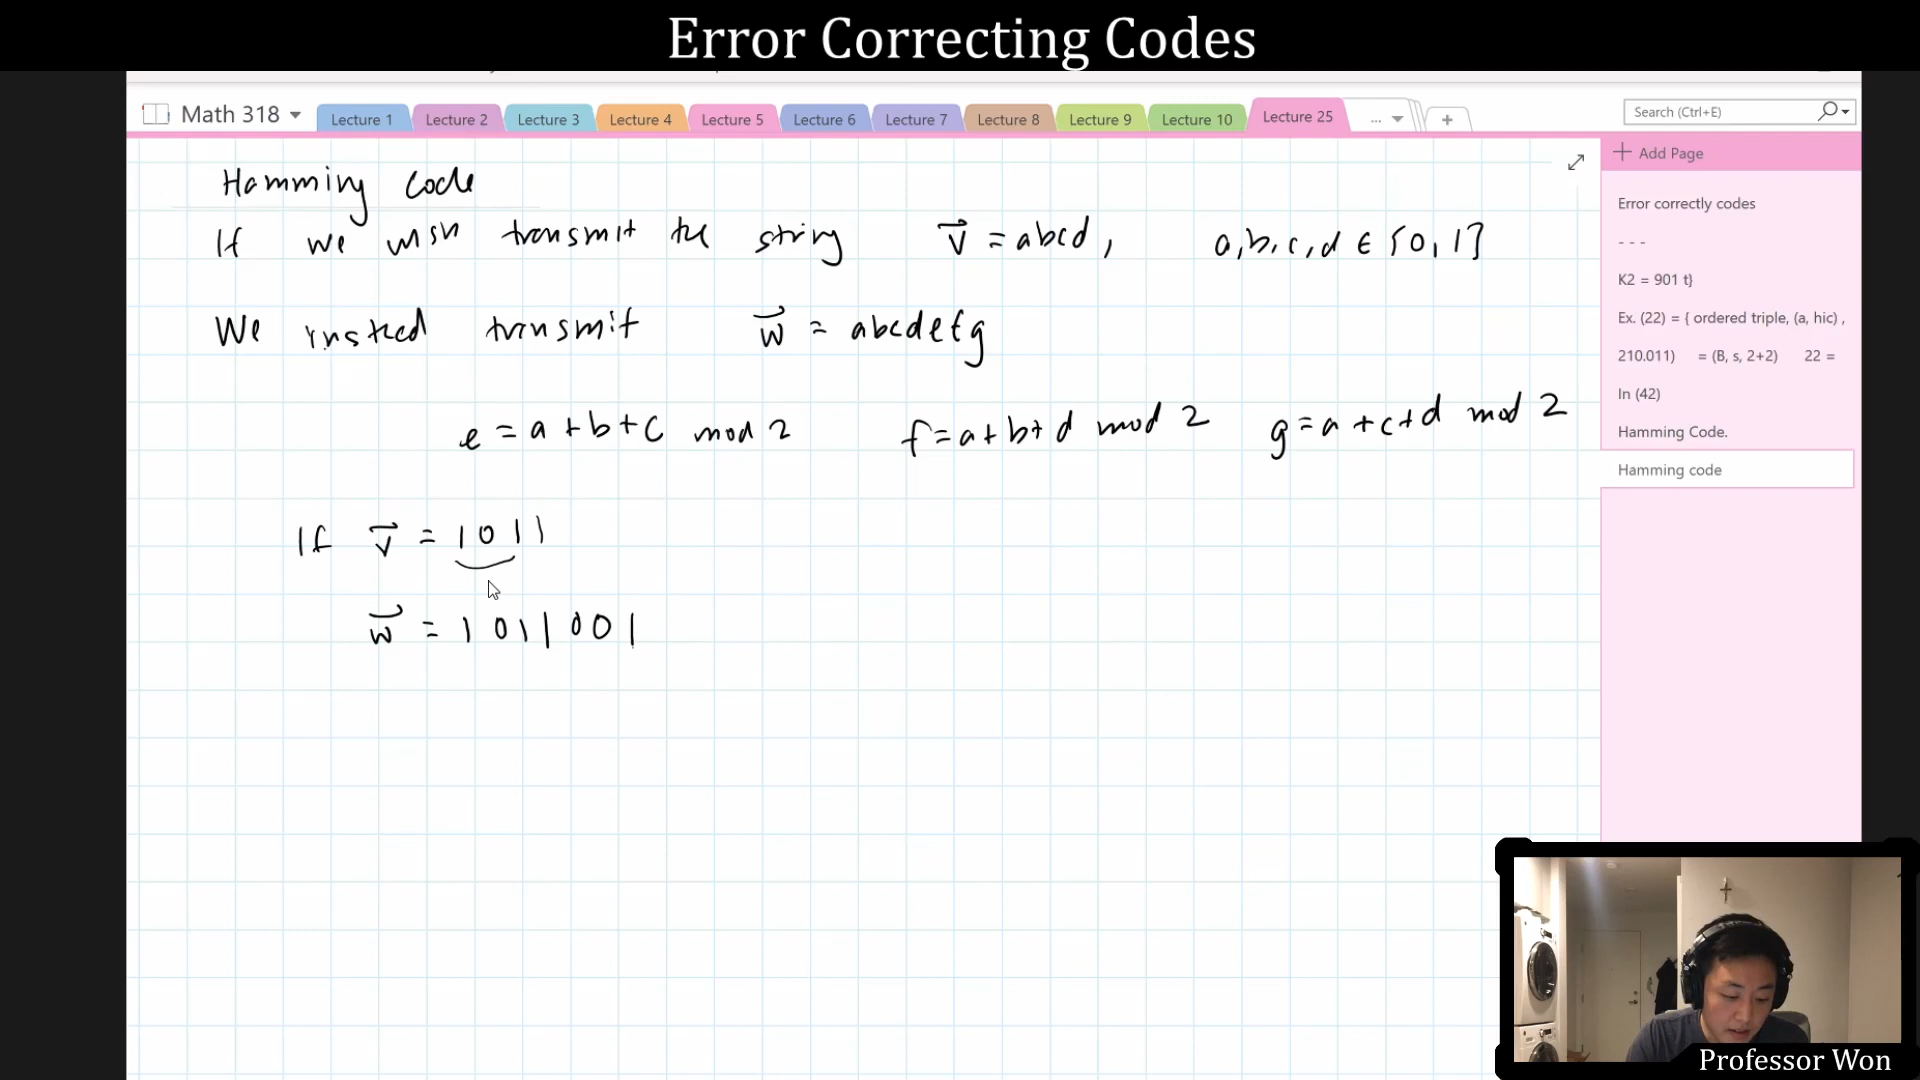 Error Correcting Codes
Math 318
Lecture 1 Lecture 2 Lecture 3 Lecture 4 Lecture 5 Lecture 6 Lecture 7 Lecture 8 Lecture 9 Lecture 10 Lecture 25 ... +
Search (Ctrl+E)
Hamming Code
If we wish transmit the string v⃗ = abcd, a,b,c,d ∈ {0,1}
We instead transmit w⃗ = abcdefg
e = a+b+c mod 2 f = a+b+d mod 2 g = a+c+d mod 2
If v⃗ = 1011
w⃗ = 1011001
+ Add Page
Error correctly codes
- - -
K2 = 901 t}
Ex. (22) = { ordered triple, (a, hic) ,
210.011) = (B, s, 2+2) 22 =
In (42)
Hamming Code.
Hamming code
Professor Won